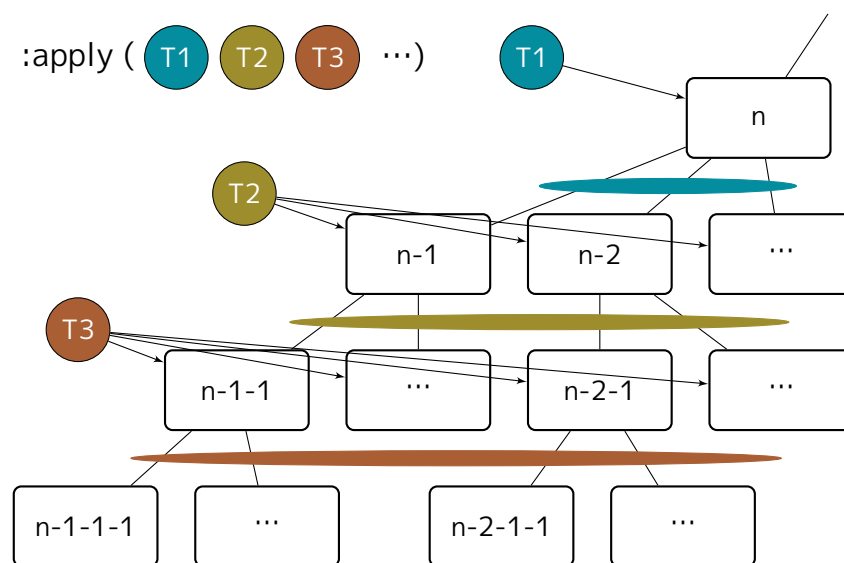 :apply ( T1 T2 T3 ⋯)
T1
n
T2
n-1
n-2
⋯
T3
n-1-1
⋯
n-2-1
⋯
n-1-1-1
⋯
n-2-1-1
⋯